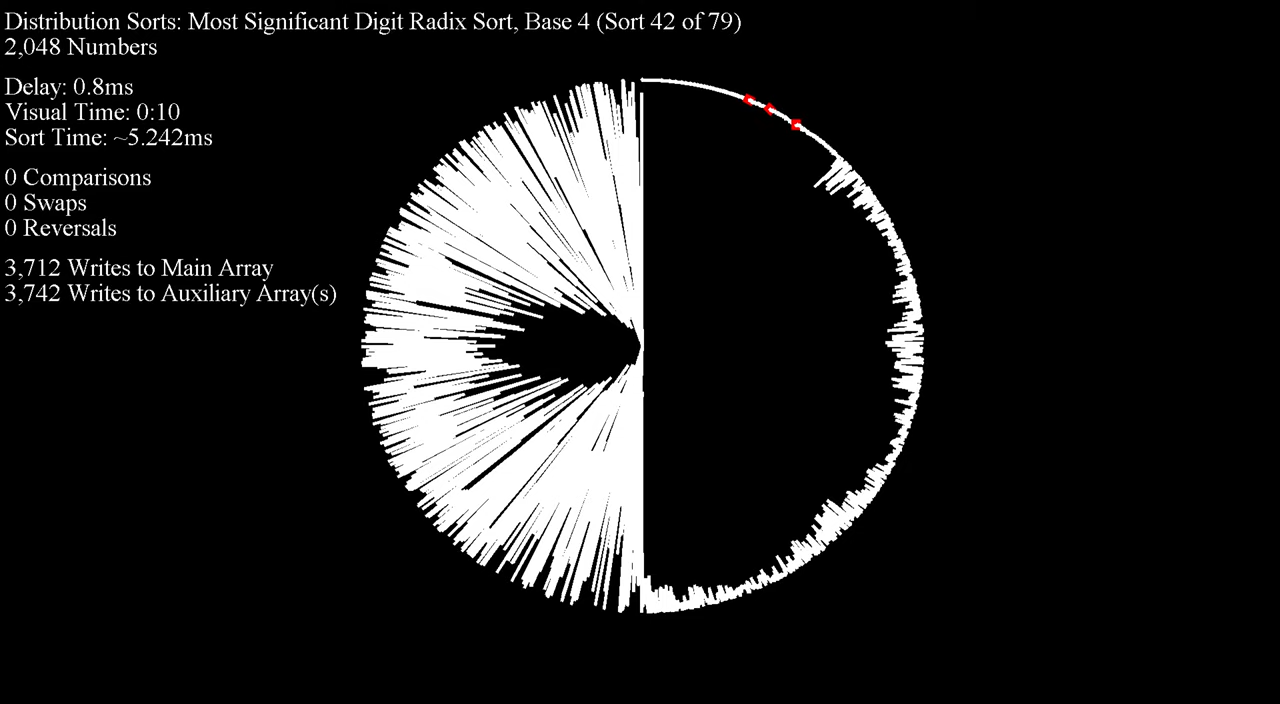 Distribution Sorts: Most Significant Digit Radix Sort, Base 4 (Sort 42 of 79)
2,048 Numbers
Delay: 0.8ms
Visual Time: 0:10
Sort Time: ~5.242ms
0 Comparisons
0 Swaps
0 Reversals
3,712 Writes to Main Array
3,742 Writes to Auxiliary Array(s)